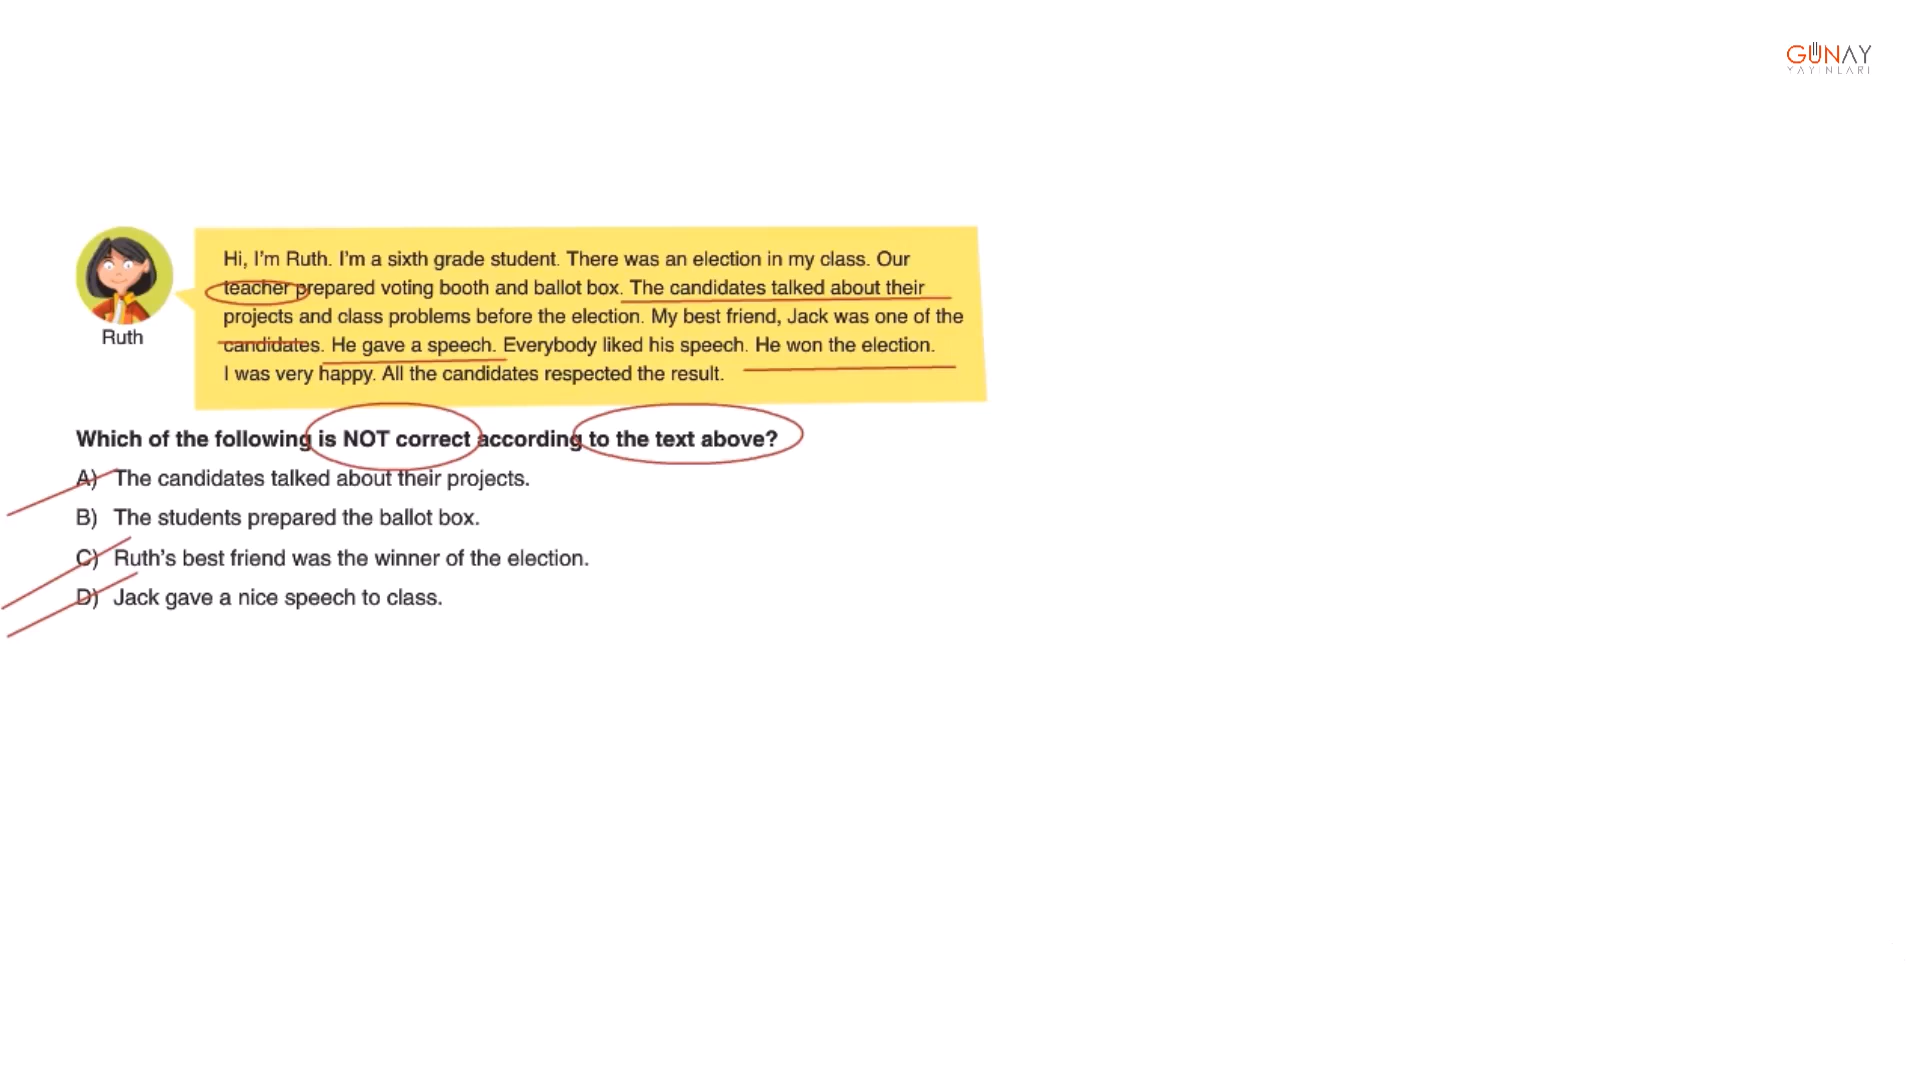 GÜNAY
YAYINLARI
Hi, I'm Ruth. I'm a sixth grade student. There was an election in my class. Our
teacher prepared voting booth and ballot box. The candidates talked about their
projects and class problems before the election. My best friend, Jack was one of the
candidates. He gave a speech. Everybody liked his speech. He won the election.
I was very happy. All the candidates respected the result.
Ruth
Which of the following is NOT correct according to the text above?
A) The candidates talked about their projects.
B) The students prepared the ballot box.
C) Ruth's best friend was the winner of the election.
D) Jack gave a nice speech to class.